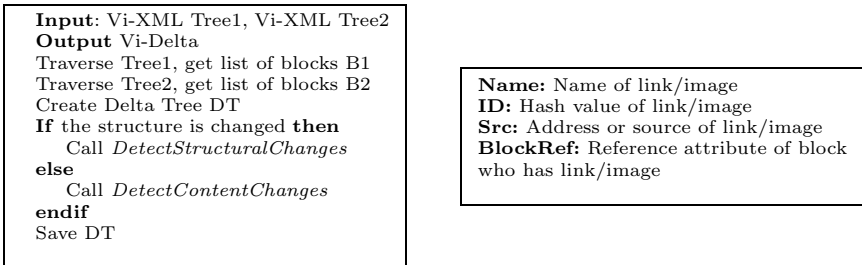 Input: Vi-XML Tree1, Vi-XML Tree2
Output Vi-Delta
Traverse Tree1, get list of blocks B1
Traverse Tree2, get list of blocks B2
Create Delta Tree DT
If the structure is changed then
Call DetectStructuralChanges
else
Call DetectContentChanges
endif
Save DT
Name: Name of link/image
ID: Hash value of link/image
Src: Address or source of link/image
BlockRef: Reference attribute of block
who has link/image